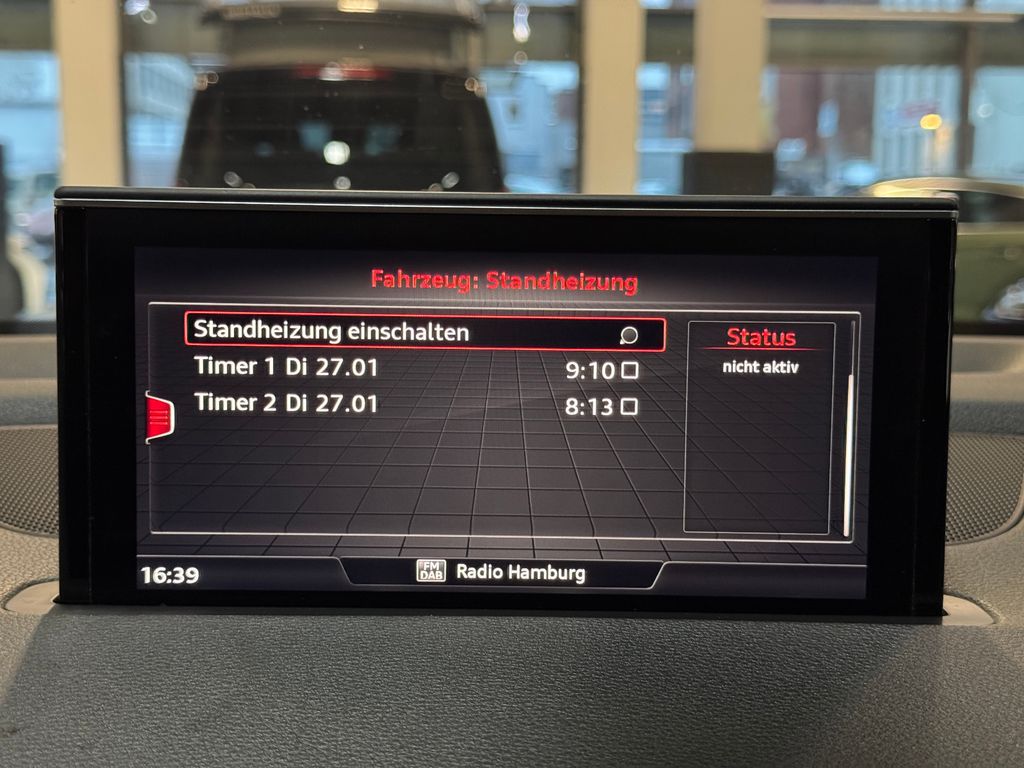 Fahrzeug: Standheizung
Standheizung einschalten
Timer 1 Di 27.01 9:10
Timer 2 Di 27.01 8:13
Status
nicht aktiv
16:39
FM
DAB
Radio Hamburg